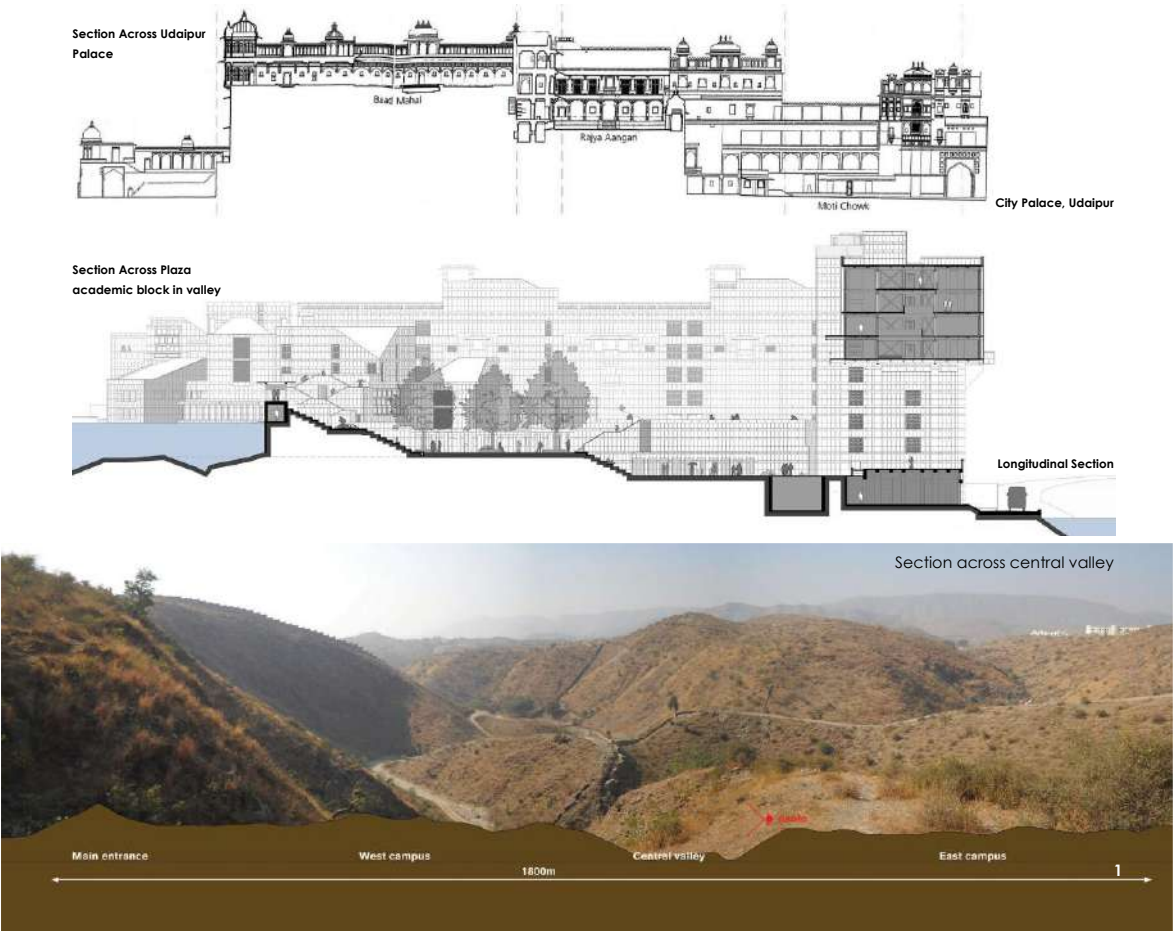 Section Across Udaipur
Palace
Baad Mahal
Rajya Aangan
Moti Chowk
City Palace, Udaipur
Section Across Plaza
academic block in valley
Longitudinal Section
Section across central valley
Main entrance
West campus
Central valley
East campus
1800m
1